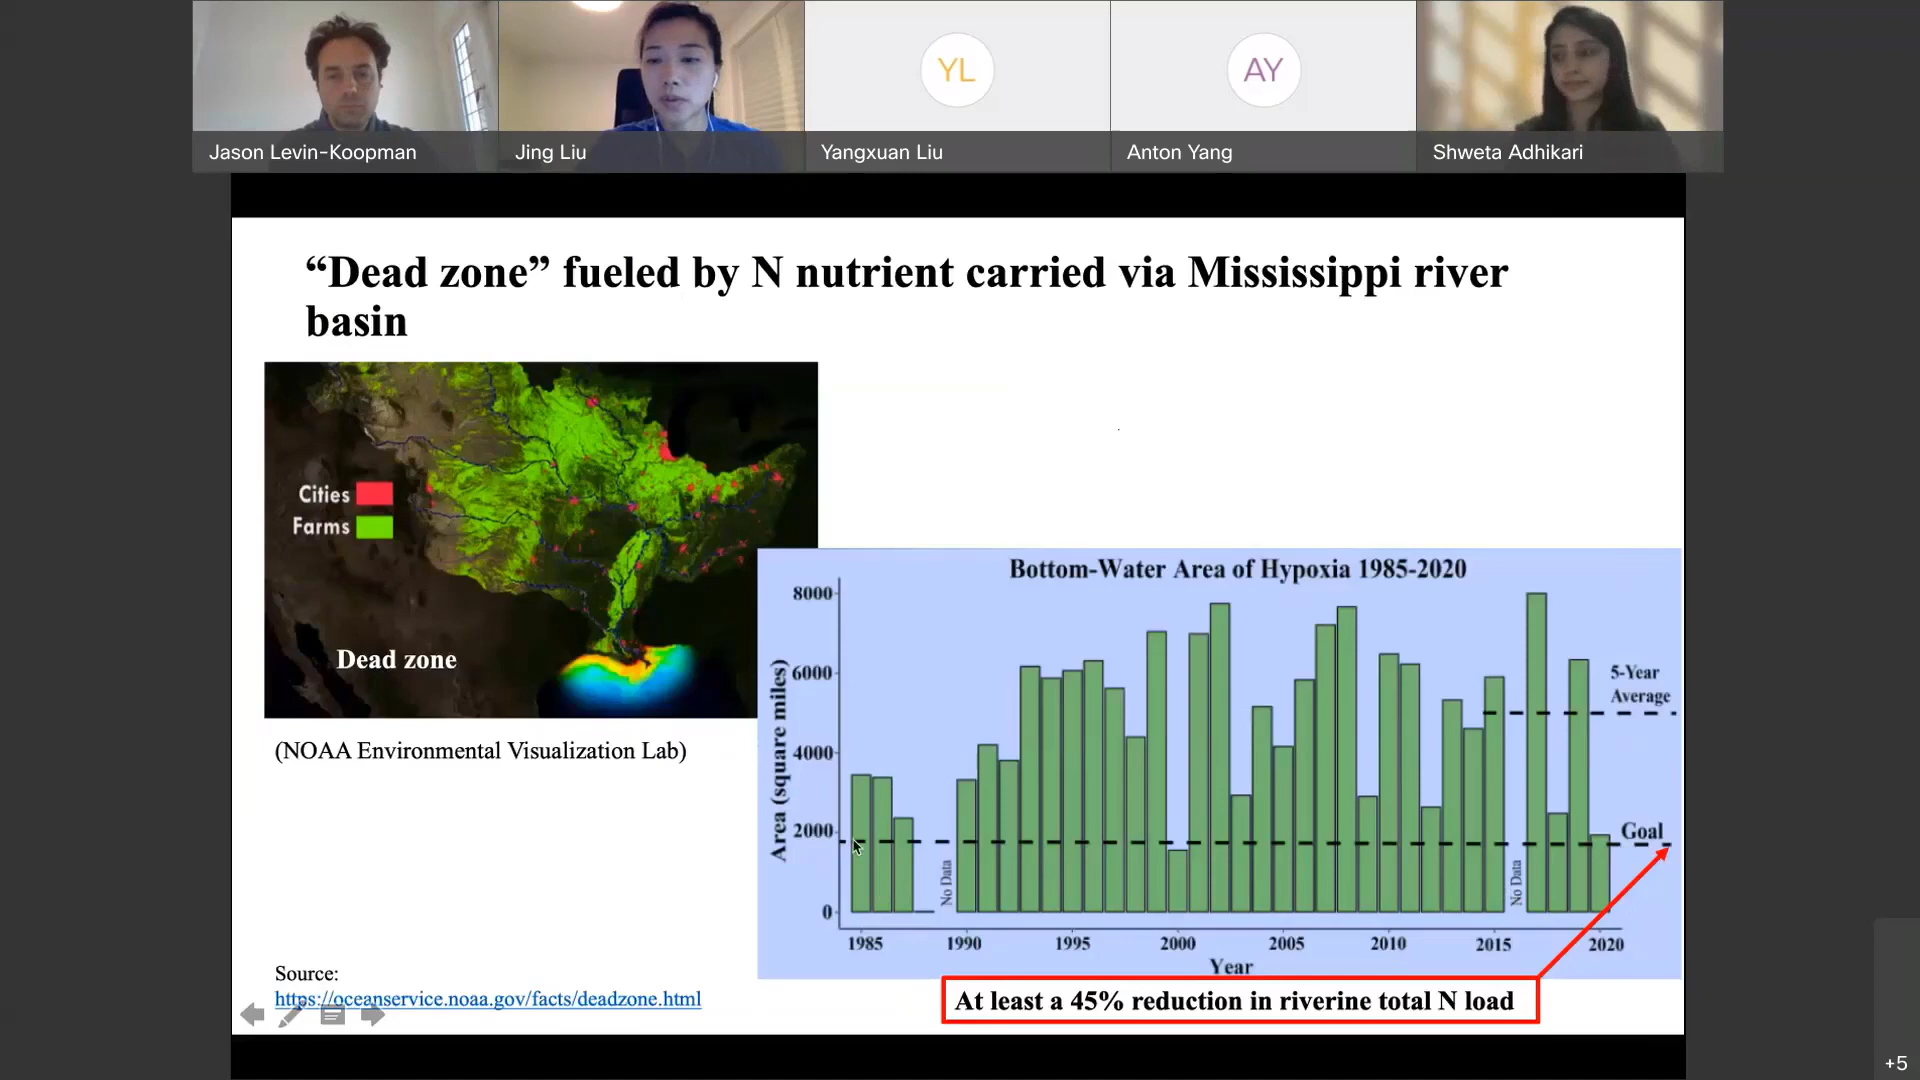 YL
AY
Jason Levin-Koopman
Jing Liu
Yangxuan Liu
Anton Yang
Shweta Adhikari
“Dead zone” fueled by N nutrient carried via Mississippi river
basin
Cities
Farms
Dead zone
(NOAA Environmental Visualization Lab)
Bottom-Water Area of Hypoxia 1985-2020
Area (square miles)
8000
6000
4000
2000
0
5-Year
Average
Goal
No Data
No Data
1985
1990
1995
2000
2005
2010
2015
2020
Year
At least a 45% reduction in riverine total N load
Source:
https://oceanservice.noaa.gov/facts/deadzone.html
+5